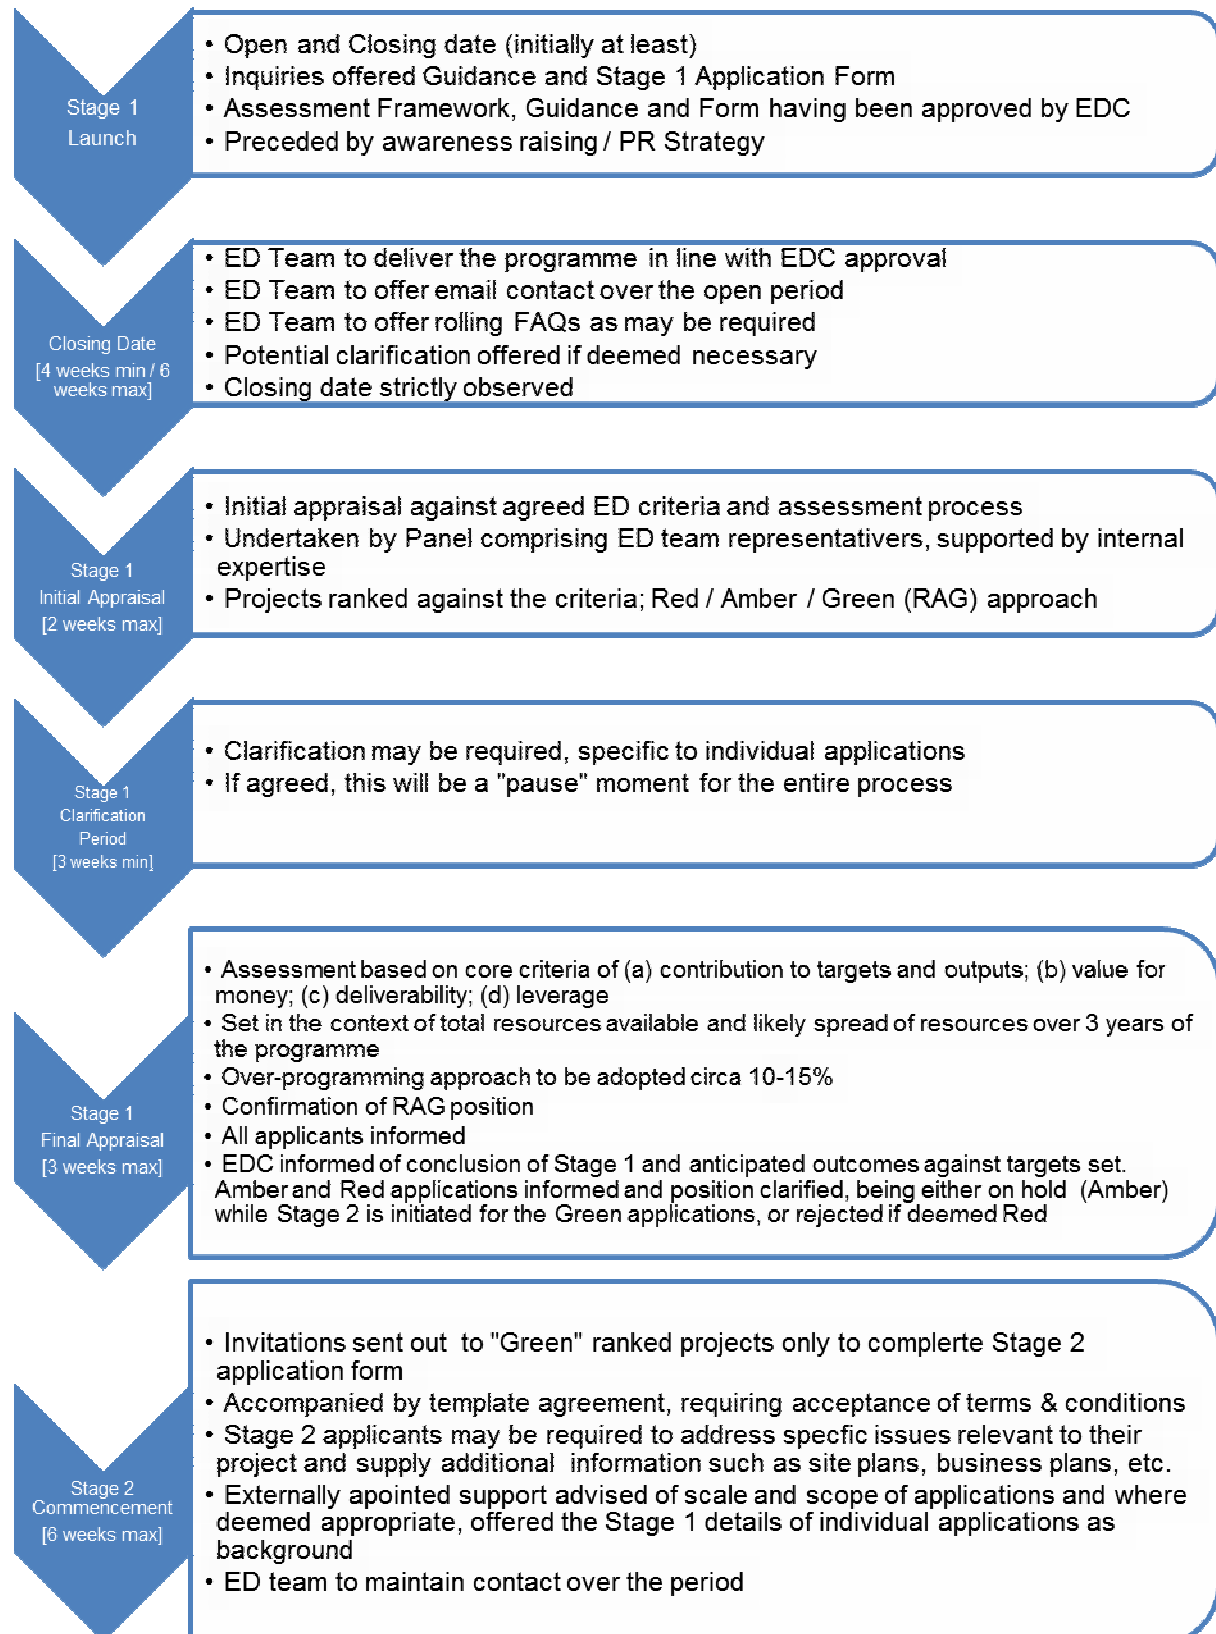 Stage 1
Launch
• Open and Closing date (initially at least)
• Inquiries offered Guidance and Stage 1 Application Form
• Assessment Framework, Guidance and Form having been approved by EDC
• Preceded by awareness raising / PR Strategy
Closing Date
[4 weeks min / 6
weeks max]
• ED Team to deliver the programme in line with EDC approval
• ED Team to offer email contact over the open period
• ED Team to offer rolling FAQs as may be required
• Potential clarification offered if deemed necessary
• Closing date strictly observed
Stage 1
Initial Appraisal
[2 weeks max]
• Initial appraisal against agreed ED criteria and assessment process
• Undertaken by Panel comprising ED team representativers, supported by internal
expertise
• Projects ranked against the criteria; Red / Amber / Green (RAG) approach
Stage 1
Clarification
Period
[3 weeks min]
• Clarification may be required, specific to individual applications
• If agreed, this will be a "pause" moment for the entire process
Stage 1
Final Appraisal
[3 weeks max]
• Assessment based on core criteria of (a) contribution to targets and outputs; (b) value for
money; (c) deliverability; (d) leverage
• Set in the context of total resources available and likely spread of resources over 3 years of
the programme
• Over-programming approach to be adopted circa 10-15%
• Confirmation of RAG position
• All applicants informed
• EDC informed of conclusion of Stage 1 and anticipated outcomes against targets set.
Amber and Red applications informed and position clarified, being either on hold (Amber)
while Stage 2 is initiated for the Green applications, or rejected if deemed Red
Stage 2
Commencement
[6 weeks max]
• Invitations sent out to "Green" ranked projects only to complerte Stage 2
application form
• Accompanied by template agreement, requiring acceptance of terms & conditions
• Stage 2 applicants may be required to address specfic issues relevant to their
project and supply additional information such as site plans, business plans, etc.
• Externally apointed support advised of scale and scope of applications and where
deemed appropriate, offered the Stage 1 details of individual applications as
background
• ED team to maintain contact over the period